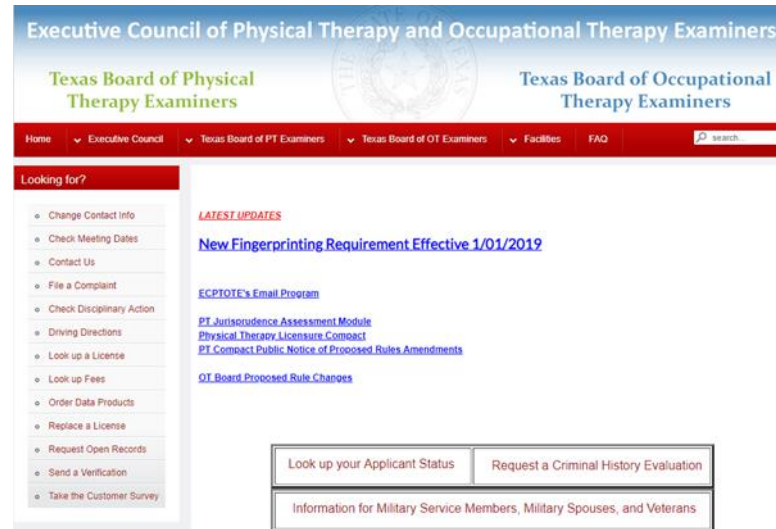 Executive Council of Physical Therapy and Occupational Therapy Examiners
Texas Board of Physical
Therapy Examiners
Texas Board of Occupational
Therapy Examiners
Home Executive Council Texas Board of PT Examiners Texas Board of OT Examiners Facilities FAQ search...
Looking for?
Change Contact Info
Check Meeting Dates
Contact Us
File a Complaint
Check Disciplinary Action
Driving Directions
Look up a License
Look up Fees
Order Data Products
Replace a License
Request Open Records
Send a Verification
Take the Customer Survey
LATEST UPDATES
New Fingerprinting Requirement Effective 1/01/2019
ECPTOTE's Email Program
PT Jurisprudence Assessment Module
Physical Therapy Licensure Compact
PT Compact Public Notice of Proposed Rules Amendments
OT Board Proposed Rule Changes
Look up your Applicant Status
Request a Criminal History Evaluation
Information for Military Service Members, Military Spouses, and Veterans